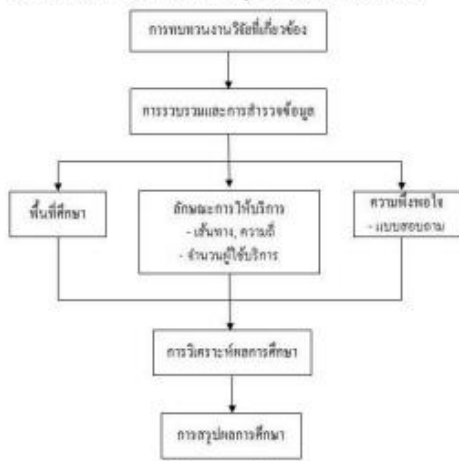 การทบทวนงานวิจัยที่เกี่ยวข้อง
การรวบรวมและการสำรวจข้อมูล
พื้นที่ศึกษา
ลักษณะการให้บริการ
- เส้นทาง, ความถี่
- จำนวนผู้ใช้บริการ
ความพึงพอใจ
- แบบสอบถาม
การวิเคราะห์ผลการศึกษา
การสรุปผลการศึกษา